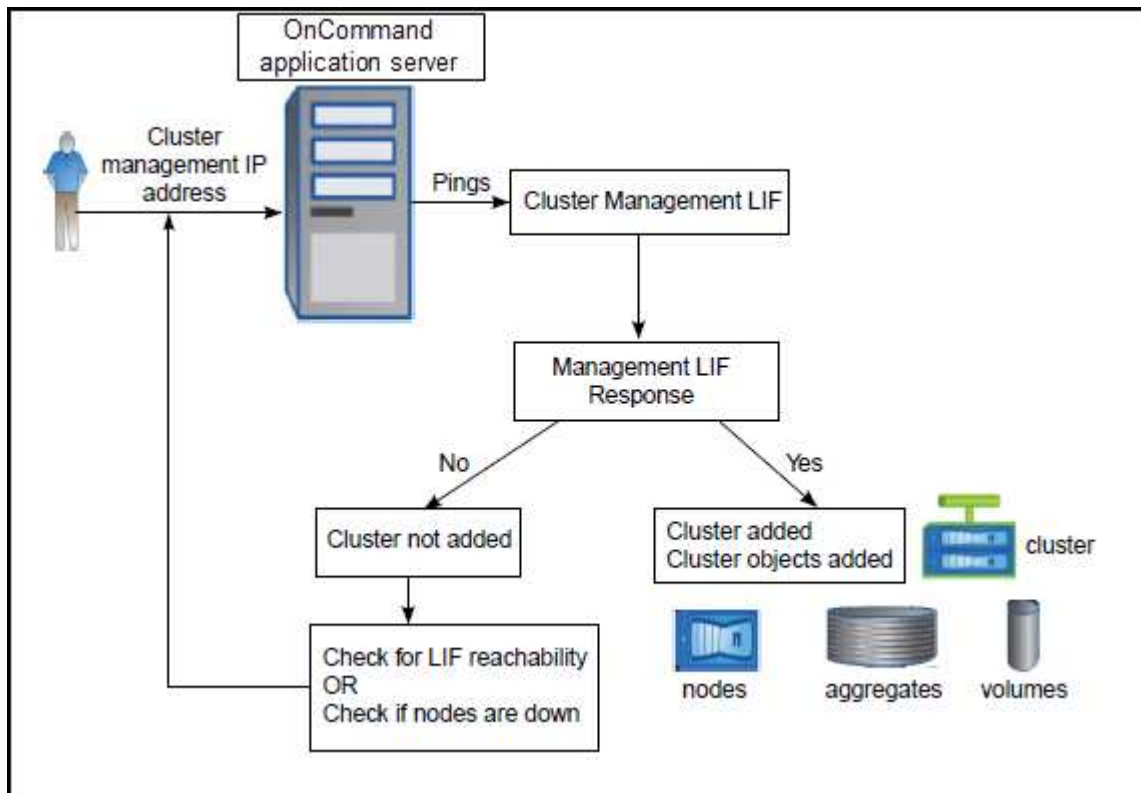 OnCommand
application server
Cluster
management IP
address
Pings
Cluster Management LIF
Management LIF
Response
No
Yes
Cluster not added
Cluster added
Cluster objects added
cluster
Check for LIF reachability
OR
Check if nodes are down
nodes
aggregates
volumes